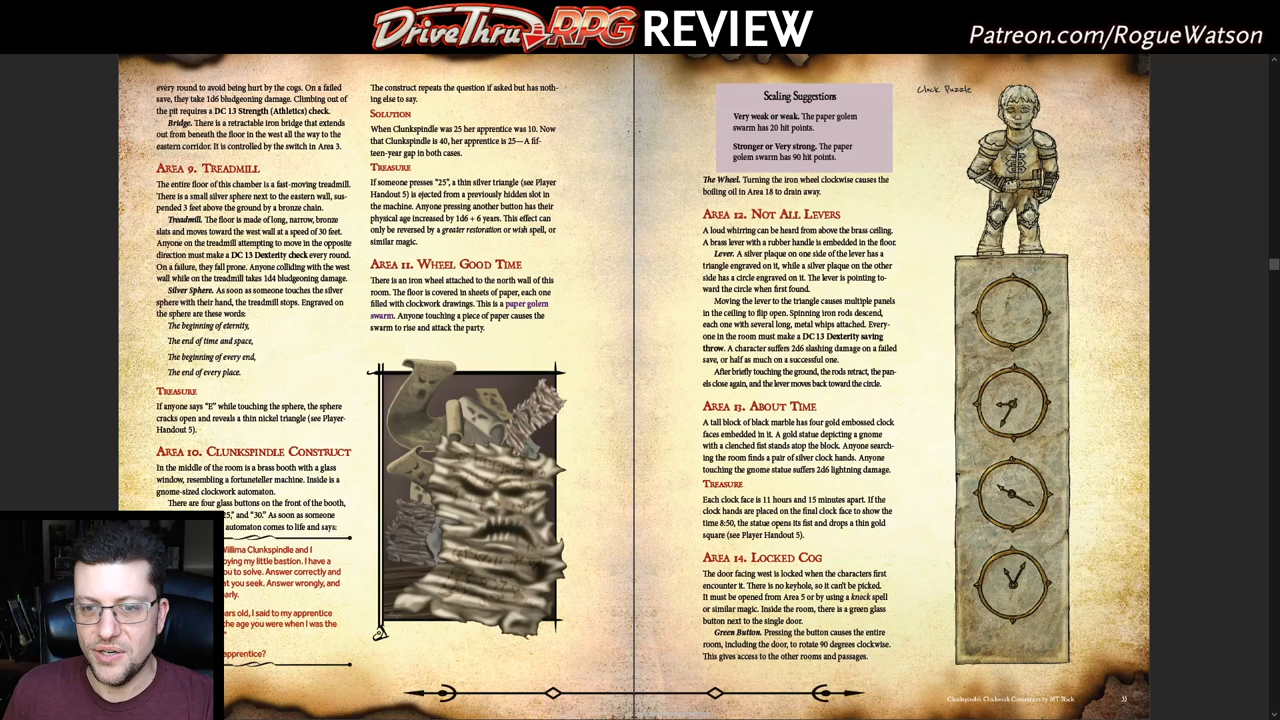 DriveThruRPG REVIEW
Patreon.com/RogueWatson
every round to avoid being hurt by the cogs. On a failed
save, they take 1d6 bludgeoning damage. Climbing out of
the pit requires a DC 13 Strength (Athletics) check.
Bridge. There is a retractable iron bridge that extends
out from beneath the floor in the west all the way to the
eastern corridor. It is controlled by the switch in Area 3.
Area 9. Treadmill
The entire floor of this chamber is a fast-moving treadmill.
There is a small silver sphere next to the eastern wall, sus-
pended 3 feet above the ground by a bronze chain.
Treadmill. The floor is made of long, narrow, bronze
slats and moves toward the west wall at a speed of 30 feet.
Anyone on the treadmill attempting to move in the opposite
direction must make a DC 13 Dexterity check every round.
On a failure, they fall prone. Anyone colliding with the west
wall while on the treadmill takes 1d4 bludgeoning damage.
Silver Sphere. As soon as someone touches the silver
sphere with their hand, the treadmill stops. Engraved on
the sphere are these words:
The beginning of eternity,
The end of time and space,
The beginning of every end,
The end of every place.
Treasure
If anyone says "E" while touching the sphere, the sphere
cracks open and reveals a thin nickel triangle (see Player-
Handout 5).
Area 10. Clunkspindle Construct
In the middle of the room is a brass booth with a glass
window, resembling a fortuneteller machine. Inside is a
gnome-sized clockwork automaton.
There are four glass buttons on the front of the booth,
25," and "30." As soon as someone
automaton comes to life and says:
Willima Clunkspindle and I
oying my little bastion. I have a
ou to solve. Answer correctly and
at you seek. Answer wrongly, and
early.
ars old, I said to my apprentice
the age you were when I was the
"
apprentice?
The construct repeats the question if asked but has noth-
ing else to say.
Solution
When Clunkspindle was 25 her apprentice was 10. Now
that Clunkspindle is 40, her apprentice is 25—A fif-
teen-year gap in both cases.
Treasure
If someone presses "25", a thin silver triangle (see Player
Handout 5) is ejected from a previously hidden slot in
the machine. Anyone pressing another button has their
physical age increased by 1d6 + 6 years. This effect can
only be reversed by a greater restoration or wish spell, or
similar magic.
Area 11. Wheel Good Time
There is an iron wheel attached to the north wall of this
room. The floor is covered in sheets of paper, each one
filled with clockwork drawings. This is a paper golem
swarm. Anyone touching a piece of paper causes the
swarm to rise and attack the party.
Scaling Suggestions
Very weak or weak. The paper golem
swarm has 20 hit points.
Stronger or Very strong. The paper
golem swarm has 90 hit points.
The Wheel. Turning the iron wheel clockwise causes the
boiling oil in Area 18 to drain away.
Area 12. Not All Levers
A loud whirring can be heard from above the brass ceiling.
A brass lever with a rubber handle is embedded in the floor.
Lever. A silver plaque on one side of the lever has a
triangle engraved on it, while a silver plaque on the other
side has a circle engraved on it. The lever is pointing to-
ward the circle when first found.
Moving the lever to the triangle causes multiple panels
in the ceiling to flip open. Spinning iron rods descend,
each one with several long, metal whips attached. Every-
one in the room must make a DC 13 Dexterity saving
throw. A character suffers 2d6 slashing damage on a failed
save, or half as much on a successful one.
After briefly touching the ground, the rods retract, the pan-
els close again, and the lever moves back toward the circle.
Area 13. About Time
A tall block of black marble has four gold embossed clock
faces embedded in it. A gold statue depicting a gnome
with a clenched fist stands atop the block. Anyone search-
ing the room finds a pair of silver clock hands. Anyone
touching the gnome statue suffers 2d6 lightning damage.
Treasure
Each clock face is 11 hours and 15 minutes apart. If the
clock hands are placed on the final clock face to show the
time 8:50, the statue opens its fist and drops a thin gold
square (see Player Handout 5).
Area 14. Locked Cog
The door facing west is locked when the characters first
encounter it. There is no keyhole, so it can't be picked.
It must be opened from Area 5 or by using a knock spell
or similar magic. Inside the room, there is a green glass
button next to the single door.
Green Button. Pressing the button causes the entire
room, including the door, to rotate 90 degrees clockwise.
This gives access to the other rooms and passages.
Clock Puzzle
Clunkspindle's Clockwork Conundrum by MT Black
33